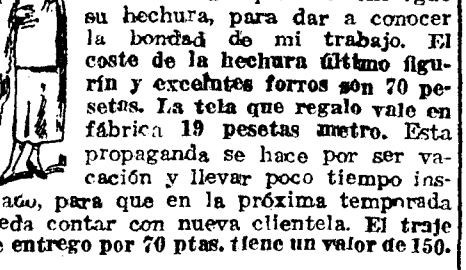 su hechura, para dar a conocer
la bondad de mi trabajo. El
coste de la hechura último figu-
rín y excelntes forros son 70 pe-
setas. La tela que regalo vale en
fábrica 19 pesetas metro. Esta
propaganda se hace por ser va-
cación y llevar poco tiempo ins-
para que en la próxima temporada
contar con nueva clientela. El traje
entrego por 70 ptas. tiene un valor de 150.